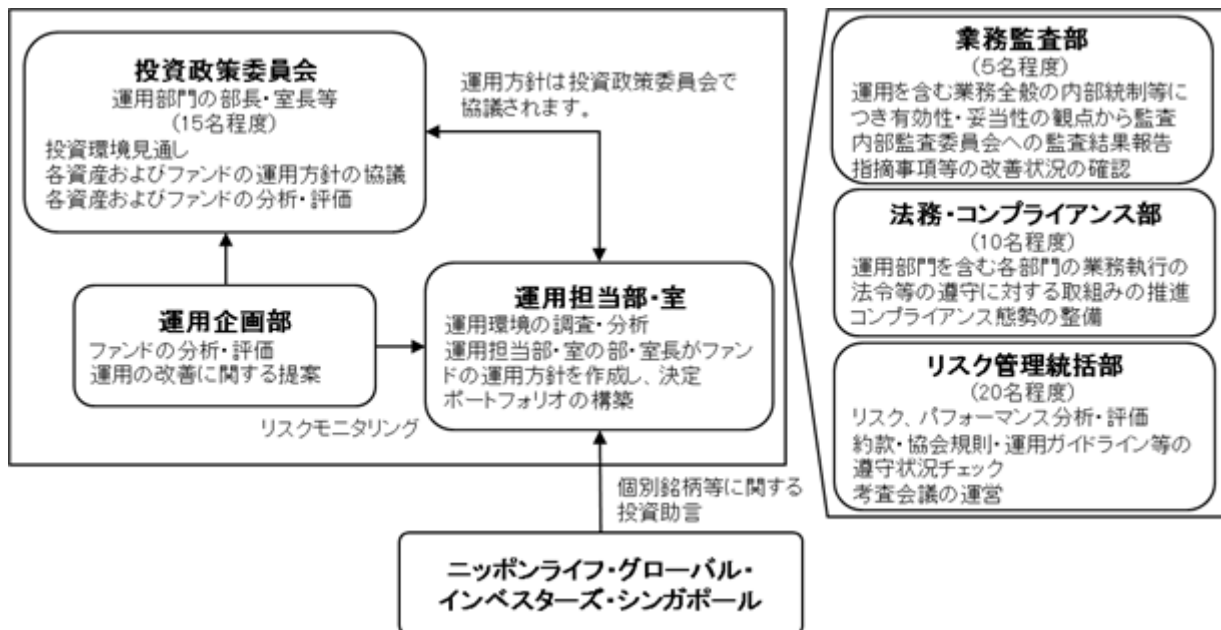 投資政策委員会
運用部門の部長・室長等
(15名程度)
投資環境見通し
各資産およびファンドの運用方針の協議
各資産およびファンドの分析・評価
運用方針は投資政策委員会で
協議されます。
運用企画部
ファンドの分析・評価
運用の改善に関する提案
リスクモニタリング
運用担当部・室
運用環境の調査・分析
運用担当部・室の部・室長がファン
ドの運用方針を作成し、決定
ポートフォリオの構築
個別銘柄等に関する
投資助言
ニッポンライフ・グローバル・
インベスターズ・シンガポール
業務監査部
(5名程度)
運用を含む業務全般の内部統制等に
つき有効性・妥当性の観点から監査
内部監査委員会への監査結果報告
指摘事項等の改善状況の確認
法務・コンプライアンス部
(10名程度)
運用部門を含む各部門の業務執行の
法令等の遵守に対する取組みの推進
コンプライアンス態勢の整備
リスク管理統括部
(20名程度)
リスク、パフォーマンス分析・評価
約款・協会規則・運用ガイドライン等の
遵守状況チェック
考査会議の運営